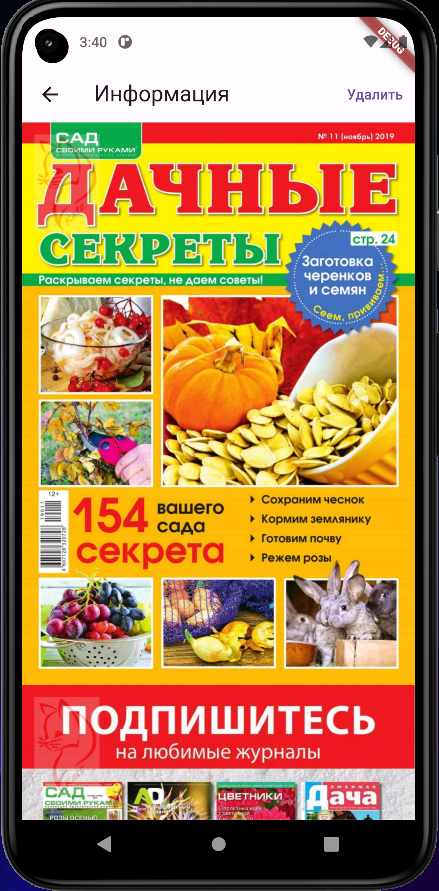 3:40
DEBUG
Информация
Удалить
САД
СВОИМИ РУКАМИ
№ 11 (ноябрь) 2019
ДАЧНЫЕ
СЕКРЕТЫ
стр. 24
Раскрываем секреты, не даем советы!
Заготовка
черенков
и семян
Сеем, прививаем
12+
154 вашего
сада
секрета
Сохраним чеснок
Кормим землянику
Готовим почву
Режем розы
ПОДПИШИТЕСЬ
на любимые журналы
САД
СВОИМИ РУКАМИ
РОЗЫ ОСЕНЬЮ
ЦВЕТНИКИ
ЛЮБИМАЯ
Дача